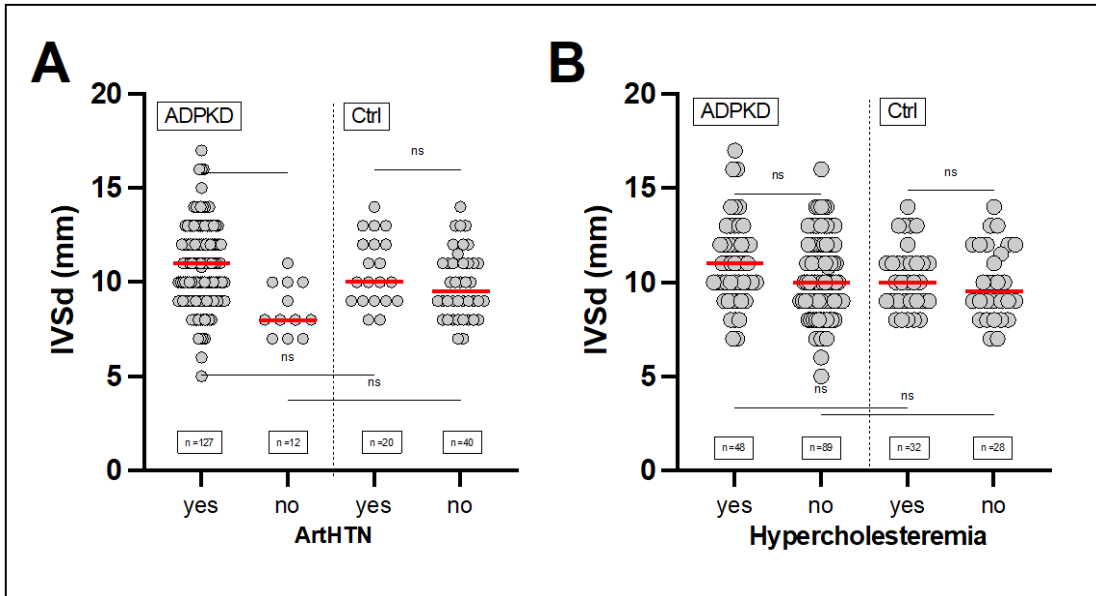 A
IVSd (mm)
20
15
10
5
0
ADPKD
Ctrl
ns
ns
ns
n=127
n=12
n=20
n=40
yes
no
yes
no
ArtHTN
B
IVSd (mm)
20
15
10
5
0
ADPKD
Ctrl
ns
ns
ns
ns
n=48
n=89
n=32
n=28
yes
no
yes
no
Hypercholesteremia